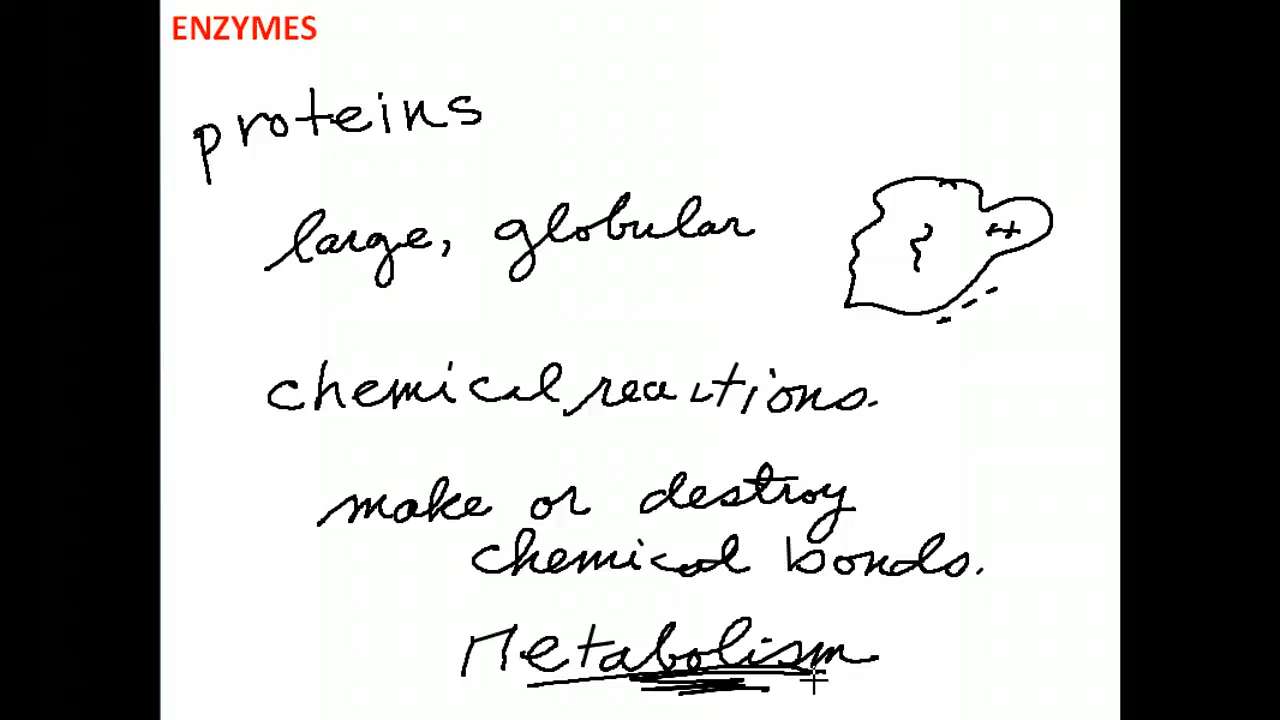 ENZYMES
proteins
large, globular
chemical reactions.
make or destroy
chemical bonds.
Metabolism